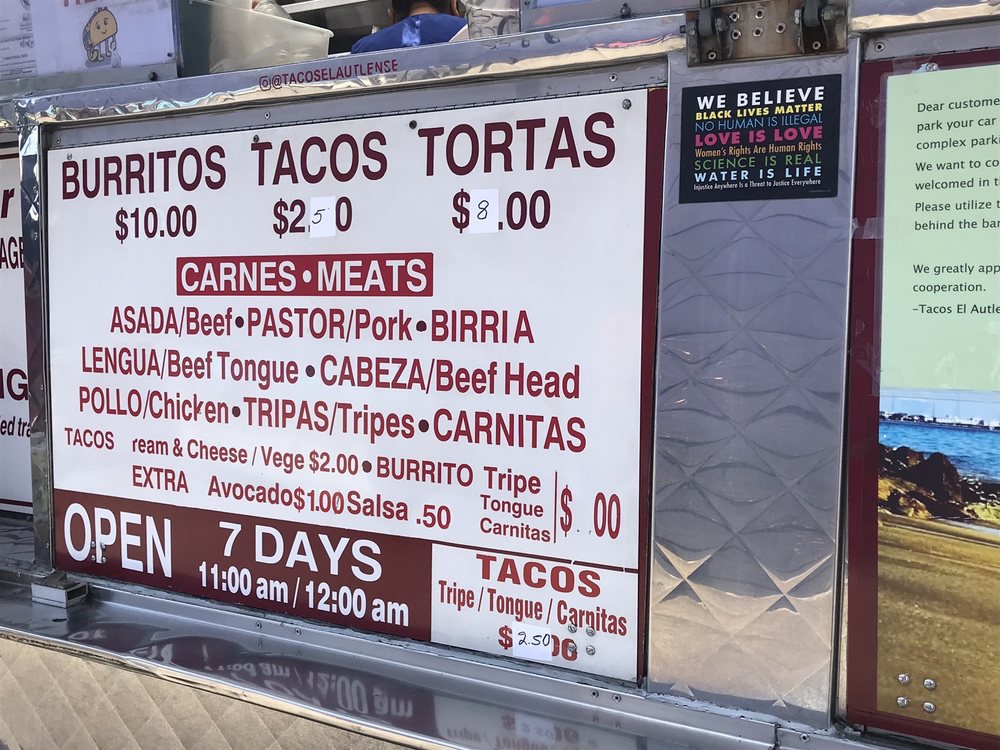 @TACOSELAUTLENSE
BURRITOS TACOS TORTAS
$10.00 $2.50 $8.00
CARNES • MEATS
ASADA/Beef • PASTOR/Pork • BIRRIA
LENGUA/Beef Tongue • CABEZA/Beef Head
POLLO/Chicken • TRIPAS/Tripes • CARNITAS
TACOS ream & Cheese / Vege $2.00 • BURRITO Tripe
Tongue
Carnitas
$ .00
EXTRA Avocado $1.00 Salsa .50
OPEN 7 DAYS
11:00 am / 12:00 am
TACOS
Tripe / Tongue / Carnitas
$ 2.50 00
WE BELIEVE
BLACK LIVES MATTER
NO HUMAN IS ILLEGAL
LOVE IS LOVE
Women's Rights Are Human Rights
SCIENCE IS REAL
WATER IS LIFE
Injustice Anywhere Is a Threat to Justice Everywhere
Dear custome
park your car
complex park
We want to co
welcomed in t
Please utilize t
behind the ba
We greatly app
cooperation.
-Tacos El Autle